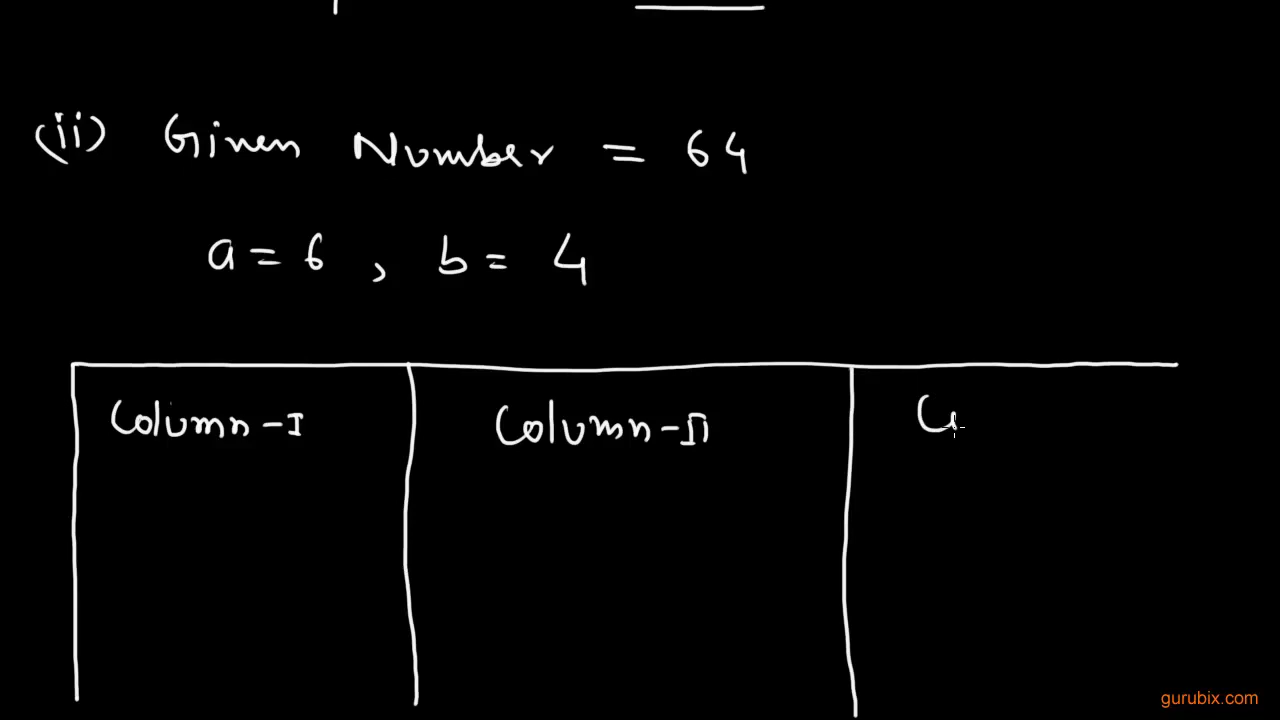 (ii) Given Number = 64
a = 6 , b = 4
Column-I Column-II
gurubix.com